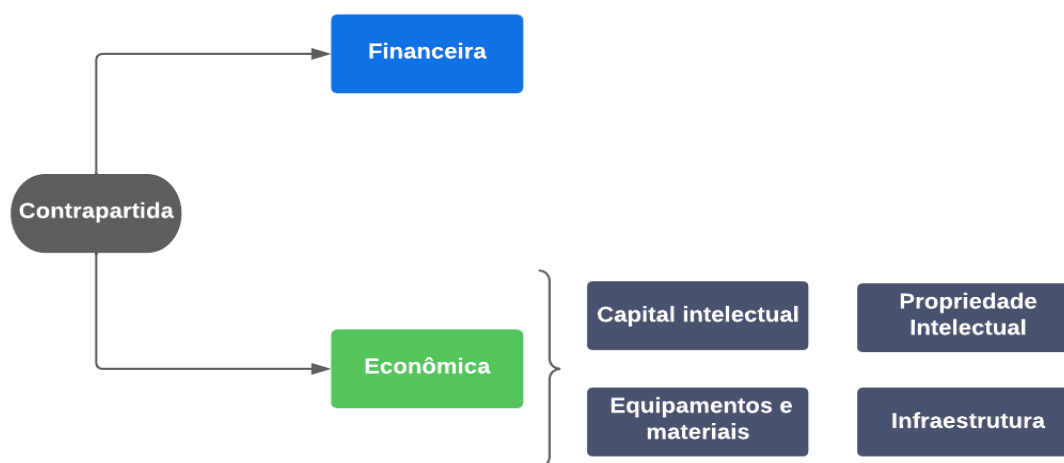 Financeira
Contrapartida
Econômica
Capital intelectual
Propriedade
Intelectual
Equipamentos e
materiais
Infraestrutura